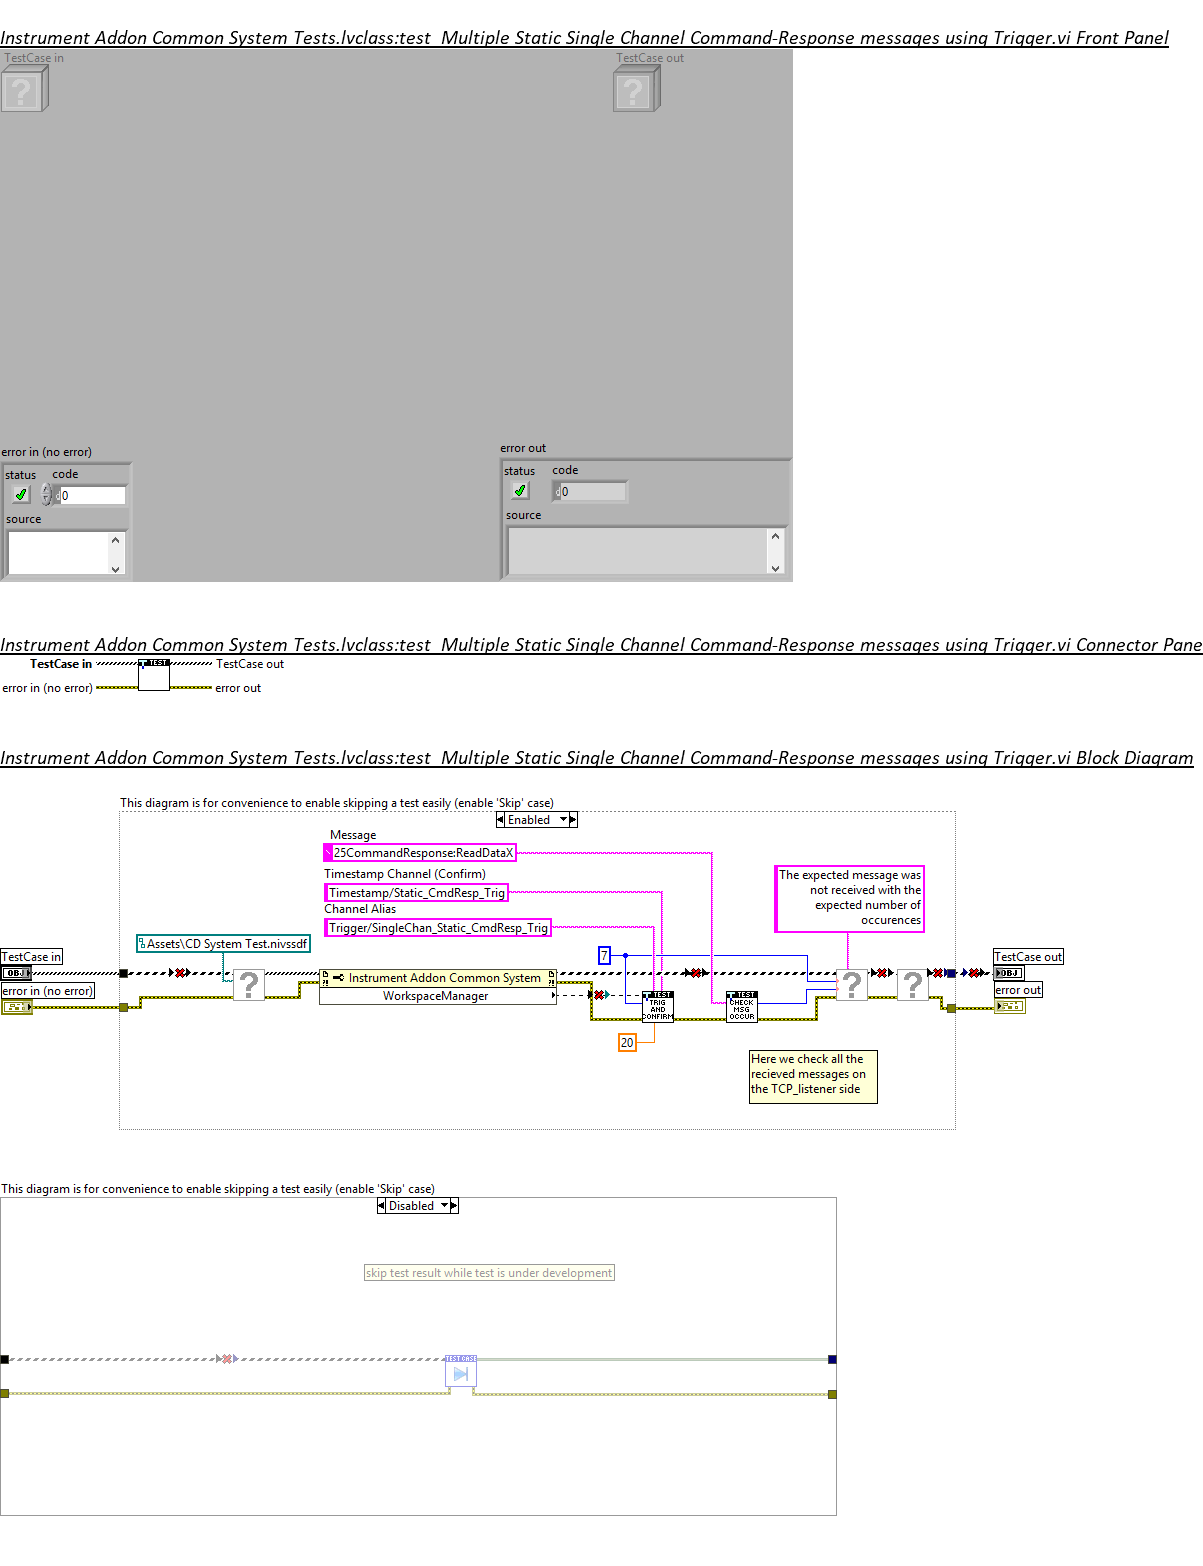 Instrument Addon Common System Tests.lvclass:test  Multiple Static Single Channel Command-Response messages using Trigger.vi Front Panel
TestCase in
TestCase out
error in (no error)
status
code
0
source
error out
status
code
0
source
Instrument Addon Common System Tests.lvclass:test  Multiple Static Single Channel Command-Response messages using Trigger.vi Connector Pane
TestCase in
TEST
TestCase out
error in (no error)
error out
Instrument Addon Common System Tests.lvclass:test  Multiple Static Single Channel Command-Response messages using Trigger.vi Block Diagram
This diagram is for convenience to enable skipping a test easily (enable 'Skip' case)
Enabled
Message
25CommandResponse:ReadDataX
Timestamp Channel (Confirm)
Timestamp/Static_CmdResp_Trig
Channel Alias
Trigger/SingleChan_Static_CmdResp_Trig
The expected message was
not received with the
expected number of
occurences
Assets\CD System Test.nivssdf
7
TestCase in
OBJ
error in (no error)
Instrument Addon Common System
WorkspaceManager
TEST
TRIG
AND
CONFIRM
TEST
CHECK
MSG
OCCUR
TestCase out
OBJ
error out
20
Here we check all the
recieved messages on
the TCP_listener side
This diagram is for convenience to enable skipping a test easily (enable 'Skip' case)
Disabled
skip test result while test is under development
TEST CASE